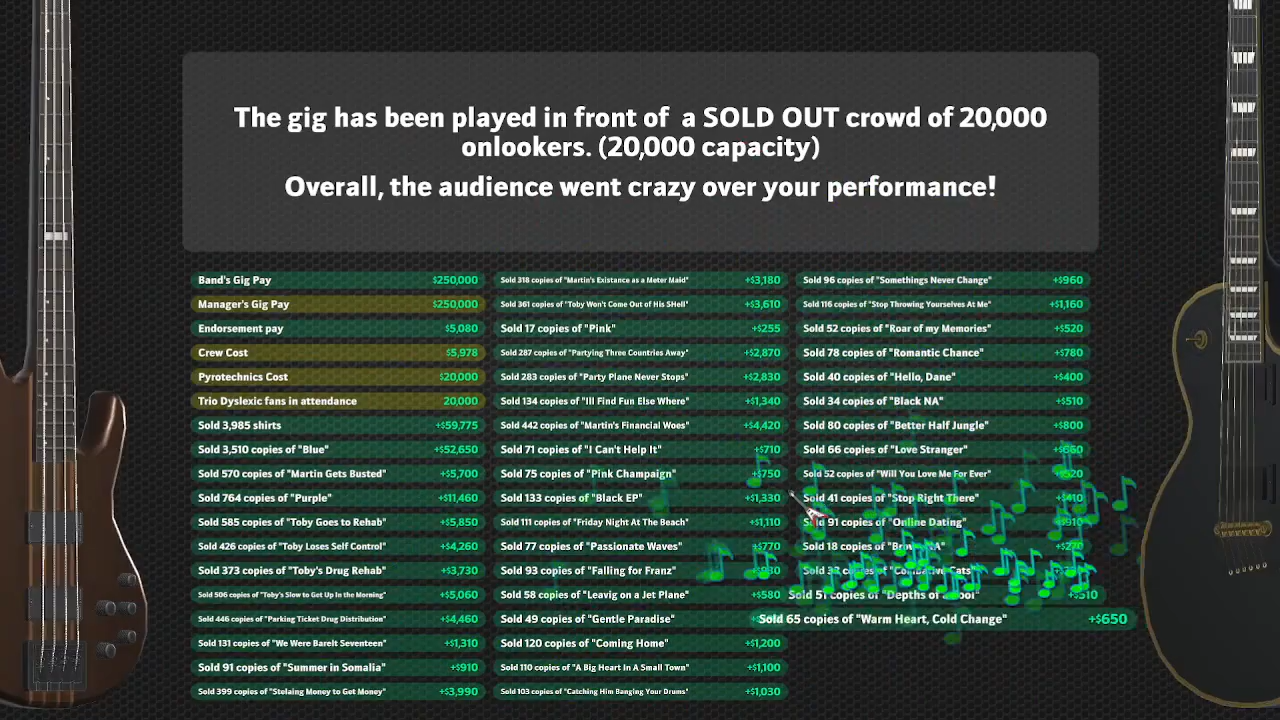 The gig has been played in front of a SOLD OUT crowd of 20,000
onlookers. (20,000 capacity)
Overall, the audience went crazy over your performance!
Band's Gig Pay $250,000
Manager's Gig Pay $250,000
Endorsement pay $5,080
Crew Cost $5,978
Pyrotechnics Cost $20,000
Trio Dyslexic fans in attendance 20,000
Sold 3,985 shirts +$59,775
Sold 3,510 copies of "Blue" +$52,650
Sold 570 copies of "Martin Gets Busted" +$5,700
Sold 764 copies of "Purple" +$11,460
Sold 585 copies of "Toby Goes to Rehab" +$5,850
Sold 426 copies of "Toby Loses Self Control" +$4,260
Sold 373 copies of "Toby's Drug Rehab" +$3,730
Sold 506 copies of "Toby's Slow to Get Up In the Morning" +$5,060
Sold 446 copies of "Parking Ticket Drug Distribution" +$4,460
Sold 131 copies of "We Were Barelt Seventeen" +$1,310
Sold 91 copies of "Summer in Somalia" +$910
Sold 399 copies of "Stelaing Money to Get Money" +$3,990
Sold 318 copies of "Martin's Existance as a Meter Maid" +$3,180
Sold 361 copies of "Toby Won't Come Out of His SHell" +$3,610
Sold 17 copies of "Pink" +$255
Sold 287 copies of "Partying Three Countries Away" +$2,870
Sold 283 copies of "Party Plane Never Stops" +$2,830
Sold 134 copies of "Ill Find Fun Else Where" +$1,340
Sold 442 copies of "Martin's Financial Woes" +$4,420
Sold 71 copies of "I Can't Help It" +$710
Sold 75 copies of "Pink Champaign" +$750
Sold 133 copies of "Black EP" +$1,330
Sold 111 copies of "Friday Night At The Beach" +$1,110
Sold 77 copies of "Passionate Waves" +$770
Sold 93 copies of "Falling for Franz"
Sold 58 copies of "Leavig on a Jet Plane" +$580
Sold 49 copies of "Gentle Paradise"
Sold 120 copies of "Coming Home" +$1,200
Sold 110 copies of "A Big Heart In A Small Town" +$1,100
Sold 103 copies of "Catching Him Banging Your Drums" +$1,030
Sold 96 copies of "Somethings Never Change" +$960
Sold 116 copies of "Stop Throwing Yourselves At Me" +$1,160
Sold 52 copies of "Roar of my Memories" +$520
Sold 78 copies of "Romantic Chance" +$780
Sold 40 copies of "Hello, Dane" +$400
Sold 34 copies of "Black NA" +$510
Sold 80 copies of "Better Half Jungle" +$800
Sold 66 copies of "Love Stranger" +$660
Sold 52 copies of "Will You Love Me For Ever" +$520
Sold 41 copies of "Stop Right There" +$410
Sold 91 copies of "Online Dating" +$910
Sold 18 copies of +$270
copies of
Sold 51 copies of "Depths of a +$510
Sold 65 copies of "Warm Heart, Cold Change" +$650